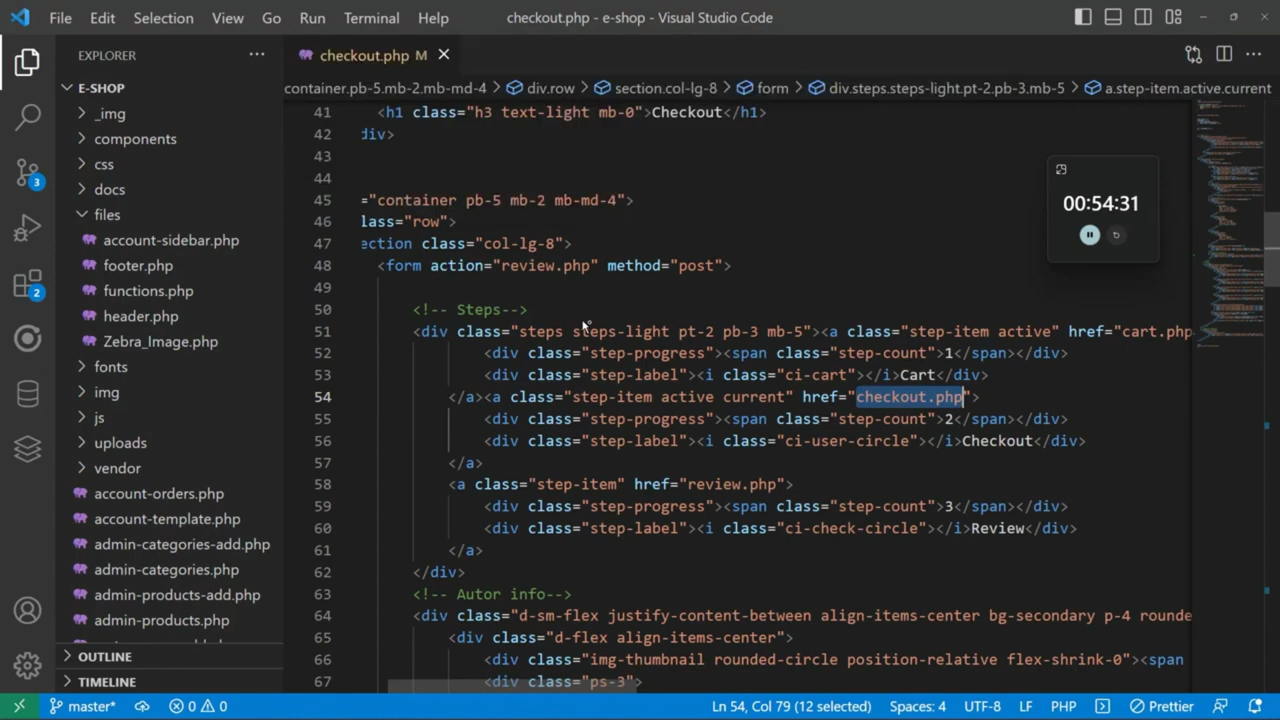 File Edit Selection View Go Run Terminal Help checkout.php - e-shop - Visual Studio Code
EXPLORER
checkout.php M
container.pb-5.mb-2.mb-md-4 > div.row > section.col-lg-8 > form > div.steps.steps-light.pt-2.pb-3.mb-5 > a.step-item.active.current
E-SHOP
_img
components
css
docs
files
account-sidebar.php
footer.php
functions.php
header.php
Zebra_Image.php
fonts
img
js
uploads
vendor
account-orders.php
account-template.php
admin-categories-add.php
admin-categories.php
admin-products-add.php
admin-products.php
OUTLINE
TIMELINE
3
2
41 <h1 class="h3 text-light mb-0">Checkout</h1>
42 div>
43
44
45 ="container pb-5 mb-2 mb-md-4">
46 lass="row">
47 ection class="col-lg-8">
48 <form action="review.php" method="post">
49
50 <!-- Steps-->
51 <div class="steps steps-light pt-2 pb-3 mb-5"><a class="step-item active" href="cart.php
52 <div class="step-progress"><span class="step-count">1</span></div>
53 <div class="step-label"><i class="ci-cart"></i>Cart</div>
54 </a><a class="step-item active current" href="checkout.php">
55 <div class="step-progress"><span class="step-count">2</span></div>
56 <div class="step-label"><i class="ci-user-circle"></i>Checkout</div>
57 </a>
58 <a class="step-item" href="review.php">
59 <div class="step-progress"><span class="step-count">3</span></div>
60 <div class="step-label"><i class="ci-check-circle"></i>Review</div>
61 </a>
62 </div>
63 <!-- Autor info-->
64 <div class="d-sm-flex justify-content-between align-items-center bg-secondary p-4 rounde
65 <div class="d-flex align-items-center">
66 <div class="img-thumbnail rounded-circle position-relative flex-shrink-0"><span
67 <div class="ps-3">
00:54:31
master* 0 0 Ln 54, Col 79 (12 selected) Spaces: 4 UTF-8 LF PHP Prettier